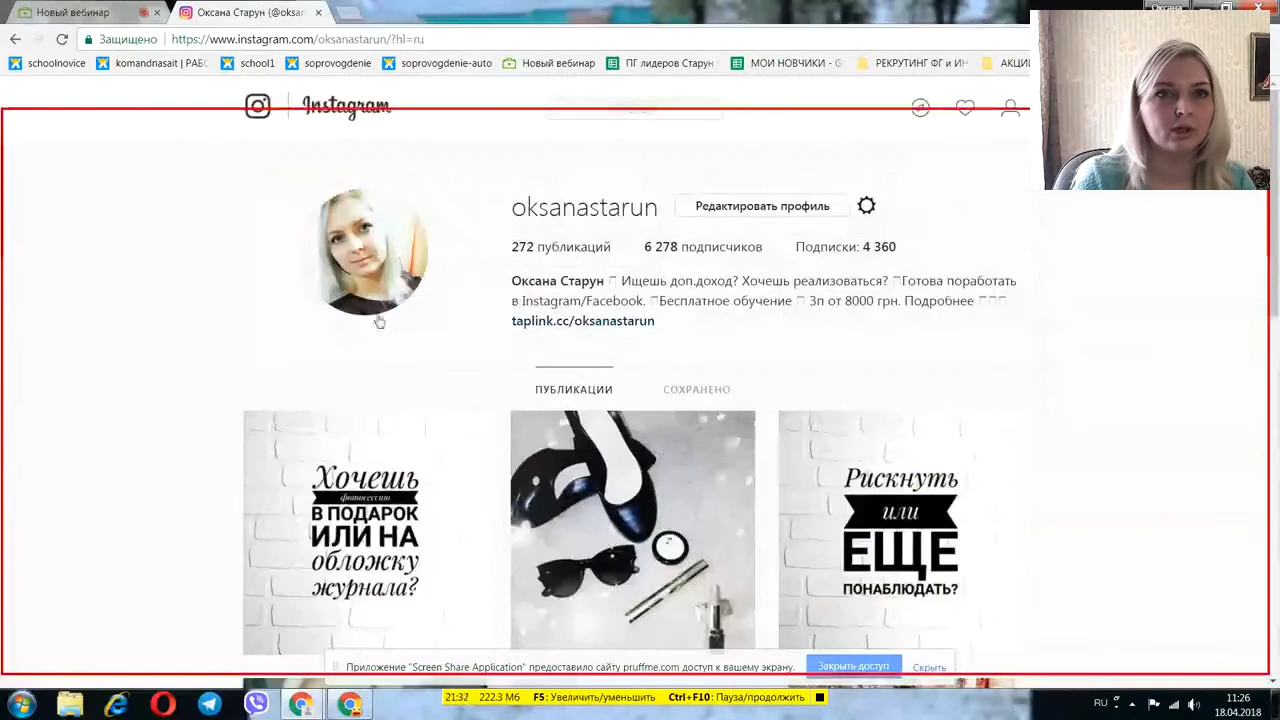 Новый вебинар
Оксана Старун (@oksar
Оксана
Защищено
https://www.instagram.com/oksanastarun/?hl=ru
schoolnovice
komandnasait | РАБО
school1
soprovogdenie
soprovogdenie-auto
Новый вебинар
ПГ лидеров Старун
МОИ НОВЧИКИ - G
РЕКРУТИНГ ФГ и ИН
АКЦИ
Instagram
oksanastarun
Редактировать профиль
272 публикаций
6 278 подписчиков
Подписки: 4 360
Оксана Старун Ищешь доп.доход? Хочешь реализоваться? Готова поработать
в Instagram/Facebook. Бесплатное обучение Зп от 8000 грн. Подробнее
taplink.cc/oksanastarun
ПУБЛИКАЦИИ
СОХРАНЕНО
Хочешь
фотосессию
В ПОДАРОК
ИЛИ НА
обложку
журнала?
Рискнуть
или
ЕЩЕ
ПОНАБЛЮДАТЬ?
Приложение "Screen Share Application" предоставило сайту pruffme.com доступ к вашему экрану.
Закрыть доступ
Скрыть
21:32
222.3 Мб
F5: Увеличить/уменьшить
Ctrl+F10: Пауза/продолжить
RU
11:26
18.04.2018